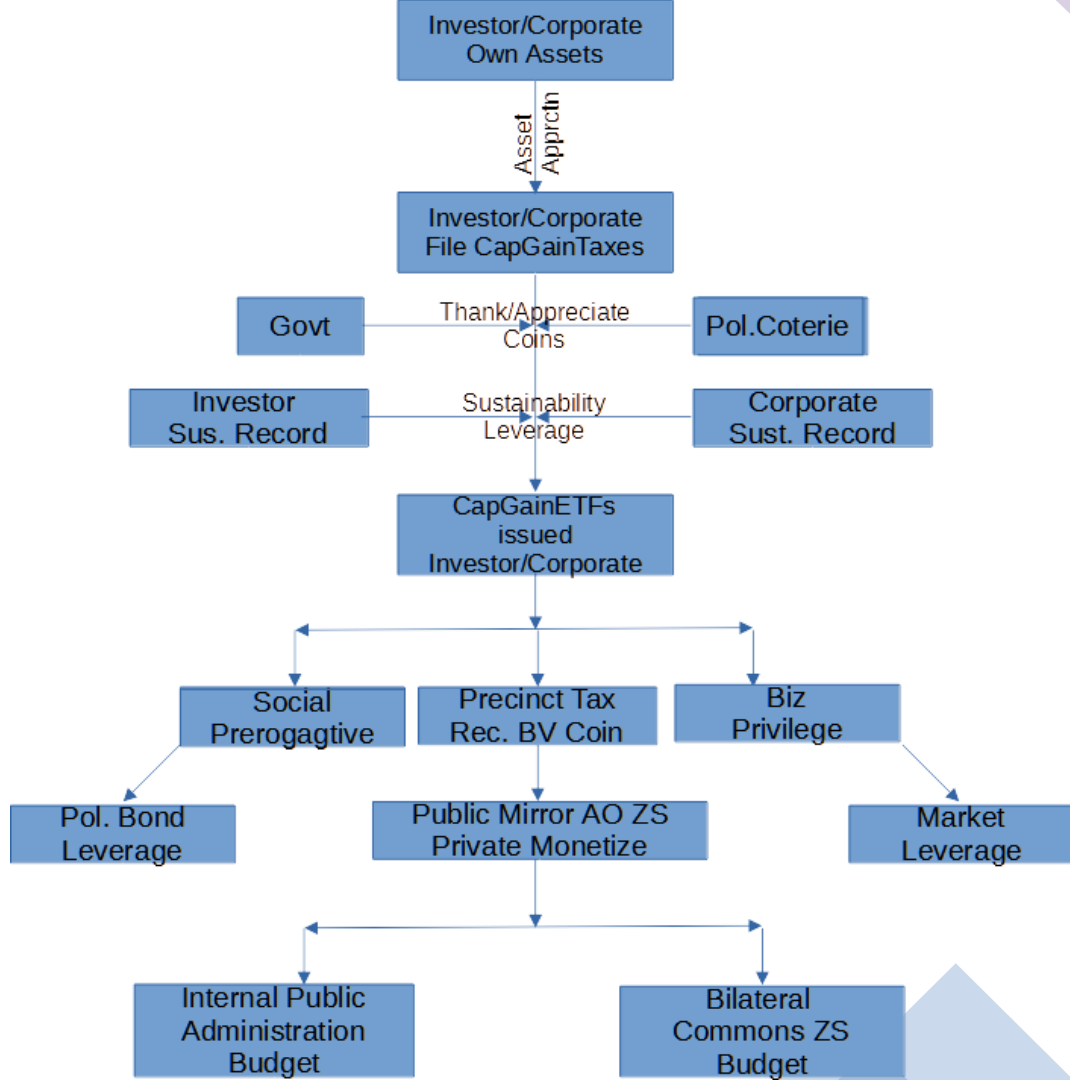 Investor/Corporate
Own Assets
Asset
Apprctn
Investor/Corporate
File CapGainTaxes
Govt
Thank/Appreciate
Coins
Pol.Coterie
Investor
Sus. Record
Sustainability
Leverage
Corporate
Sust. Record
CapGainETFs
issued
Investor/Corporate
Social
Prerogagtive
Precinct Tax
Rec. BV Coin
Biz
Privilege
Pol. Bond
Leverage
Public Mirror AO ZS
Private Monetize
Market
Leverage
Internal Public
Administration
Budget
Bilateral
Commons ZS
Budget